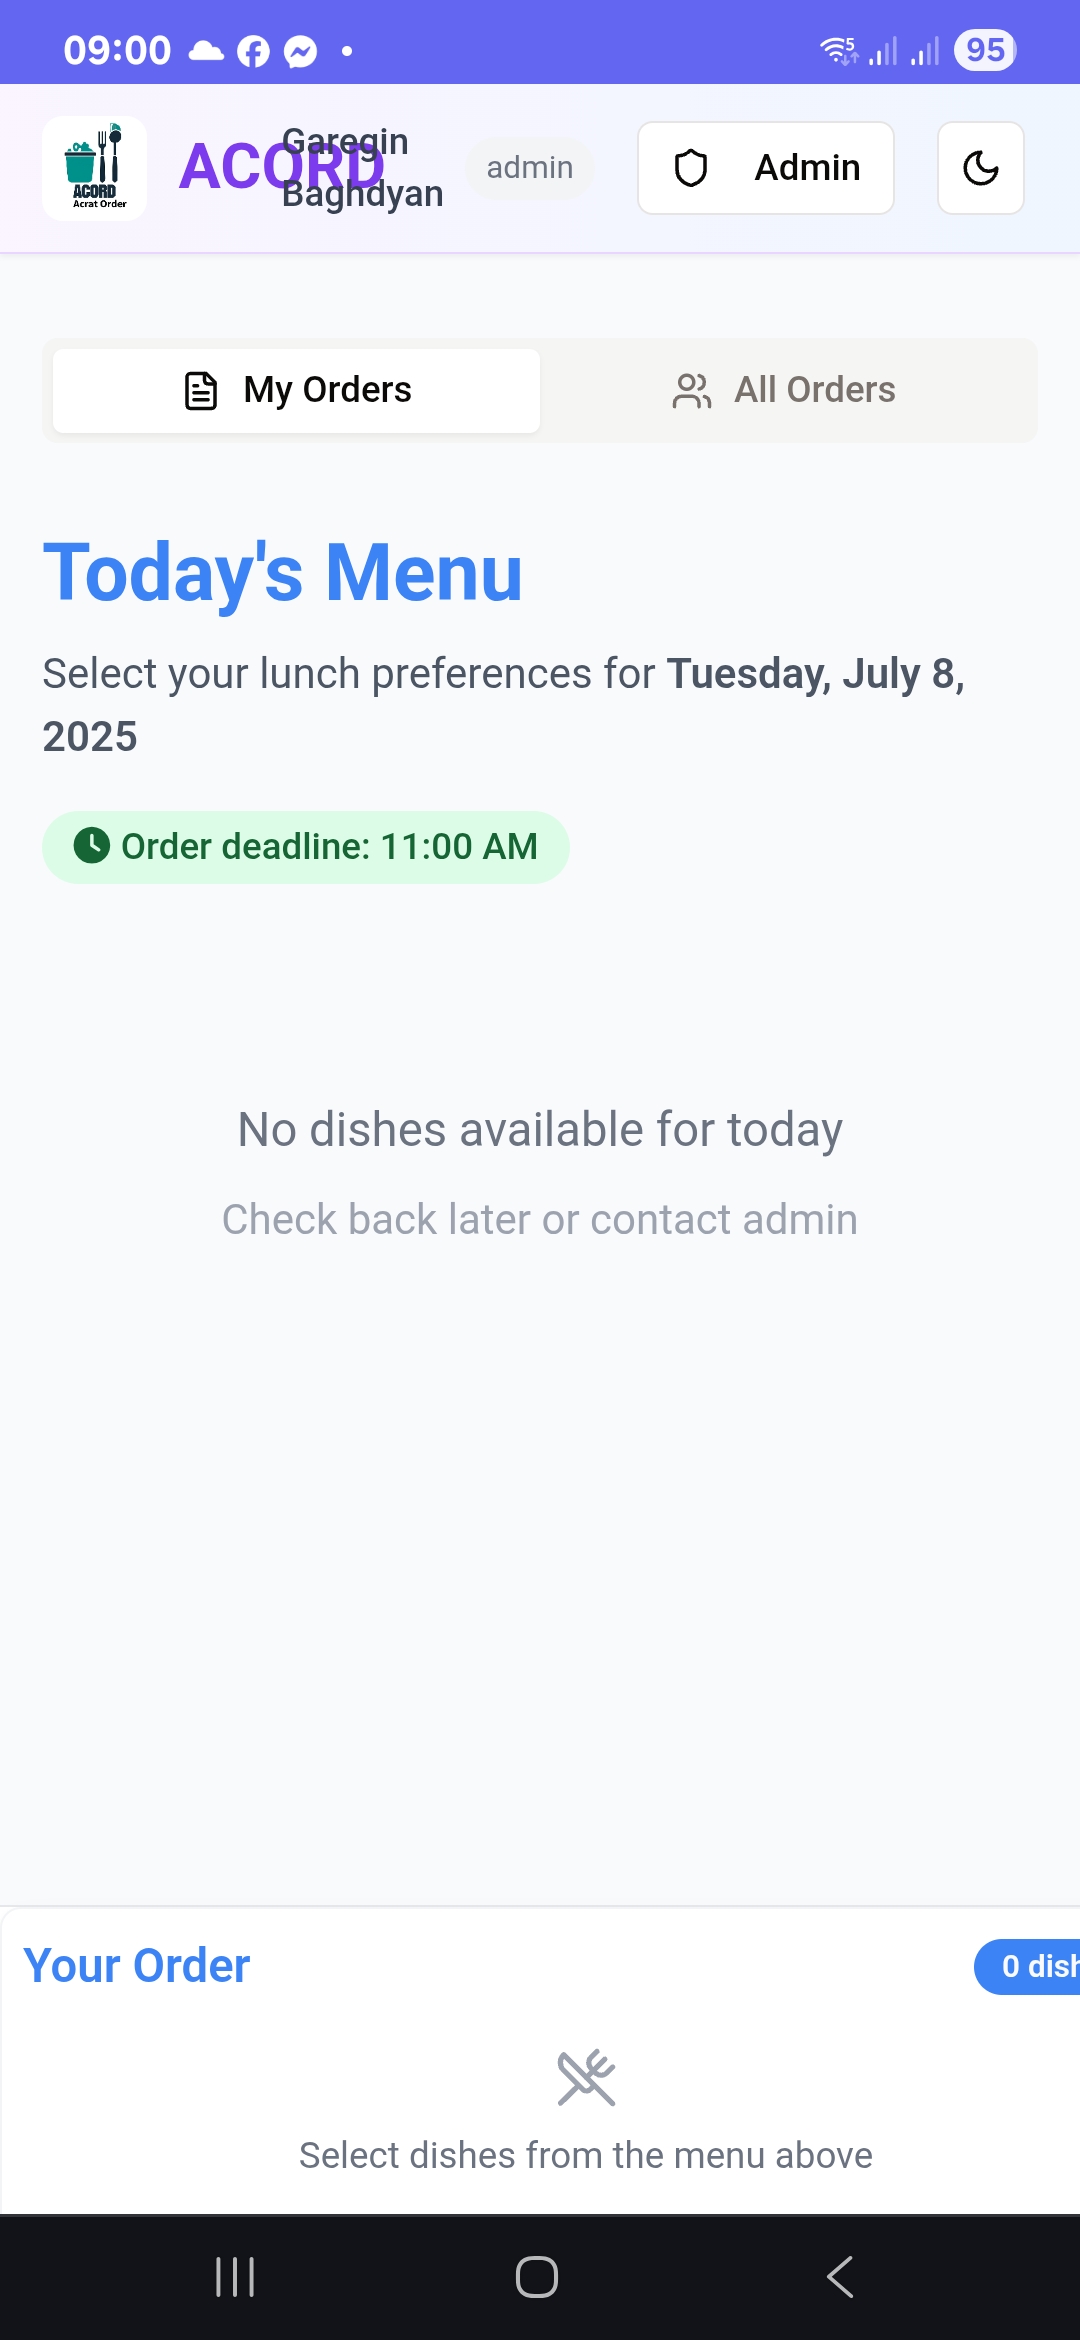 09:00
5
95
ACORD
Acrat Order
ACORD
Garegin
Baghdyan
admin
Admin
My Orders
All Orders
Today's Menu
Select your lunch preferences for Tuesday, July 8,
2025
Order deadline: 11:00 AM
No dishes available for today
Check back later or contact admin
Your Order
0 dish
Select dishes from the menu above